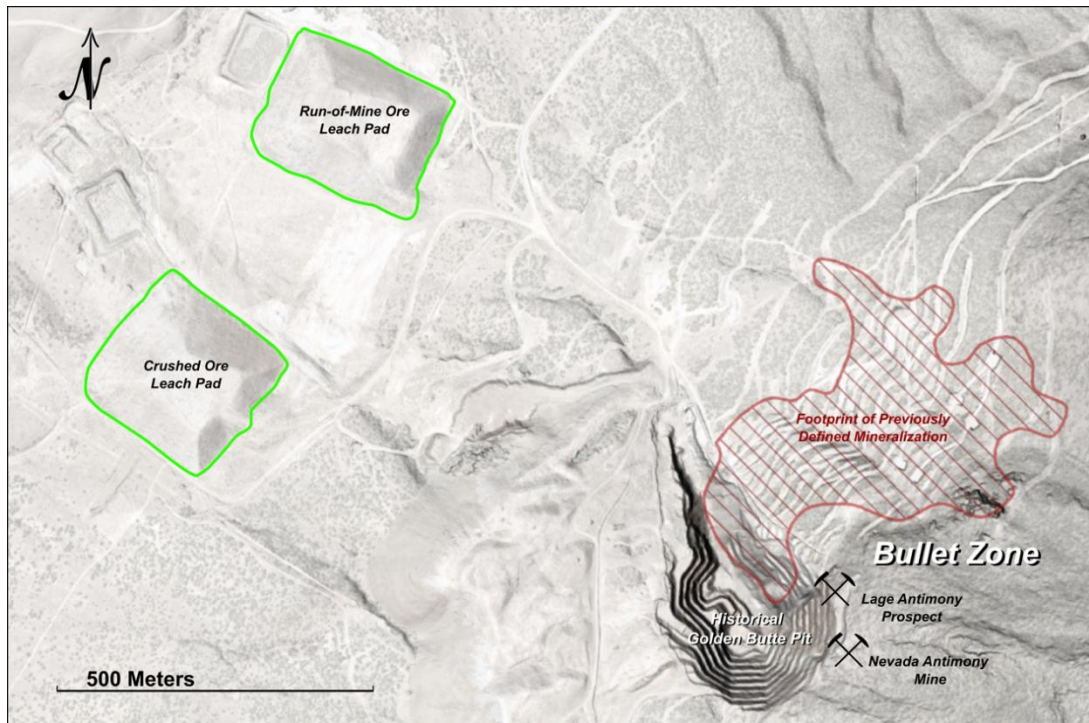 N
Run-of-Mine Ore
Leach Pad
Crushed Ore
Leach Pad
Footprint of Previously
Defined Mineralization
Bullet Zone
Lage Antimony
Prospect
Historical
Golden Butte Pit
Nevada Antimony
Mine
500 Meters